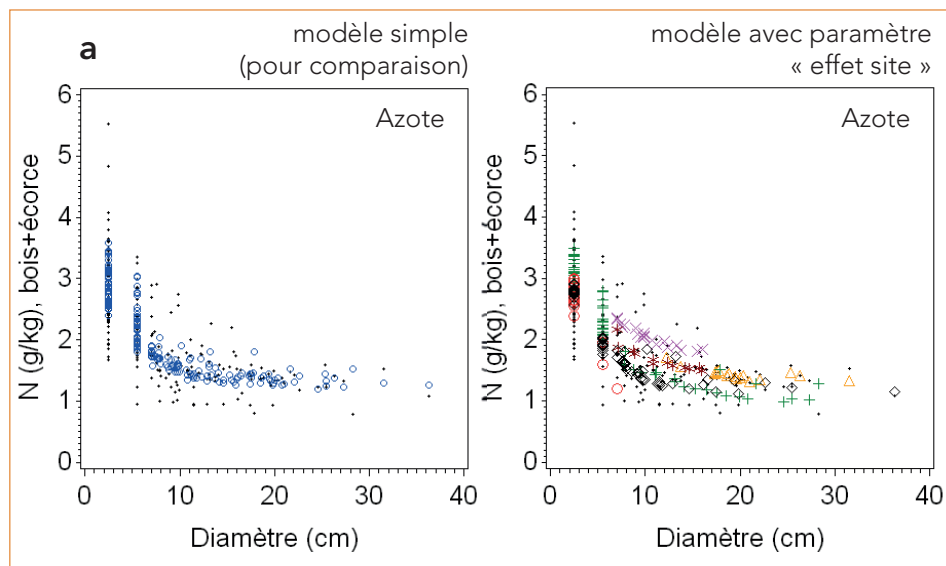 a
modèle simple
(pour comparaison)
modèle avec paramètre
« effet site »
Azote
N (g/kg), bois+écorce
6
5
4
3
2
1
0
0 10 20 30 40
Diamètre (cm)
Azote
N (g/kg), bois+écorce
6
5
4
3
2
1
0
0 10 20 30 40
Diamètre (cm)